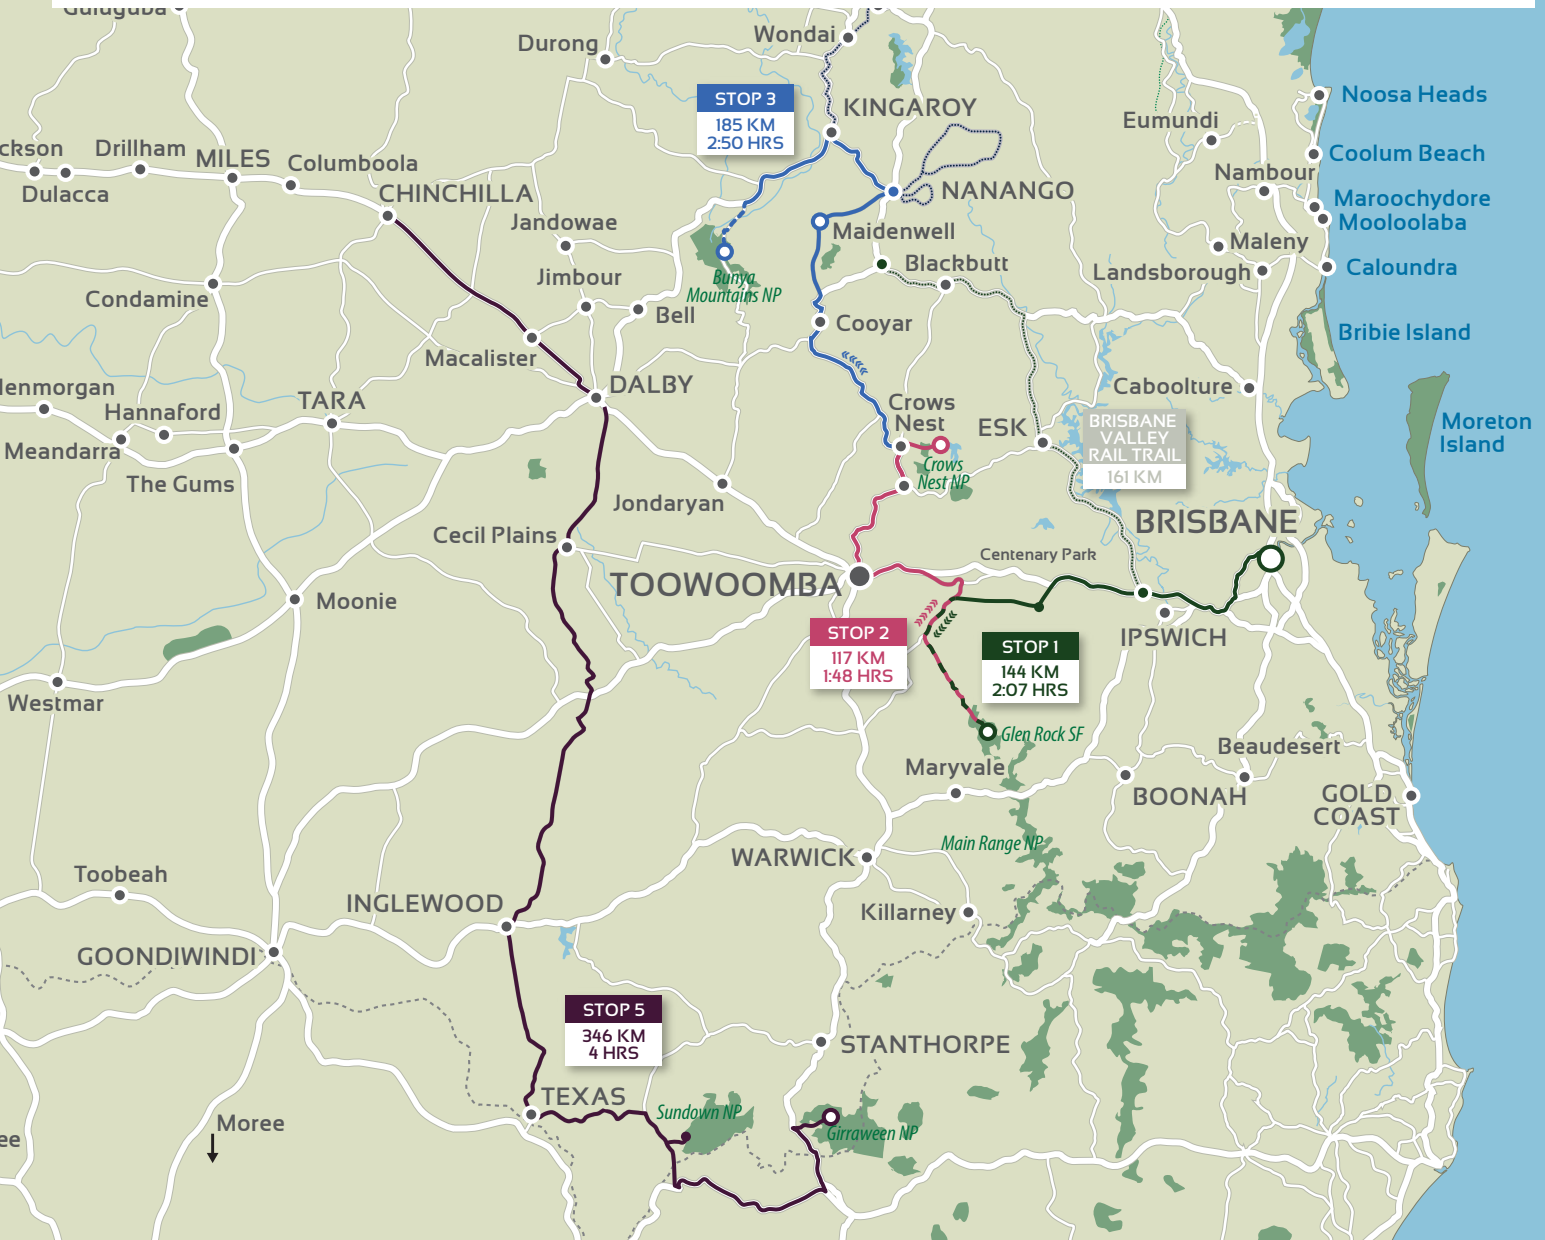 Wondai
Durong
STOP 3
185 KM
2:50 HRS
KINGAROY
Noosa Heads
Eumundi
ckson
Drillham
MILES
Columboola
Coolum Beach
Nambour
Dulacca
CHINCHILLA
NANANGO
Maroochydore
Mooloolaba
Jandowae
Maidenwell
Maleny
Blackbutt
Landsborough
Caloundra
Jimbour
Bunya
Mountains NP
Condamine
Bell
Cooyar
Bribie Island
Macalister
DALBY
Caboolture
lenmorgan
Hannaford
TARA
Crows
Nest
ESK
BRISBANE
VALLEY
RAIL TRAIL
161 KM
Moreton
Island
Meandarra
The Gums
Crows
Nest NP
Jondaryan
BRISBANE
Cecil Plains
Centenary Park
TOOWOOMBA
Moonie
STOP 2
117 KM
1:48 HRS
STOP 1
144 KM
2:07 HRS
IPSWICH
Westmar
Glen Rock SF
Beaudesert
Maryvale
BOONAH
GOLD
COAST
Main Range NP
WARWICK
Toobeah
INGLEWOOD
Killarney
GOONDIWINDI
STOP 5
346 KM
4 HRS
STANTHORPE
TEXAS
Sundown NP
Moree
Girraween NP
ee